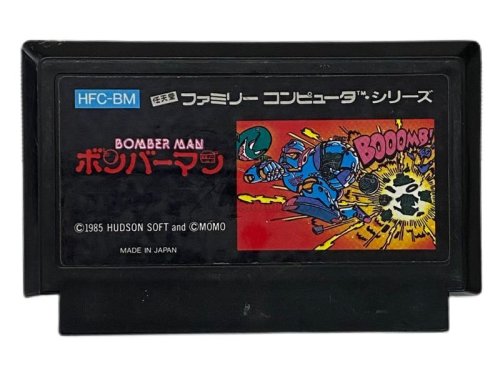 HFC-BM
任天堂 ファミリー コンピュータ™・シリーズ
BOMBER MAN
ボンバーマン
BOOOMB!
©1985 HUDSON SOFT and ©MOMO
MADE IN JAPAN